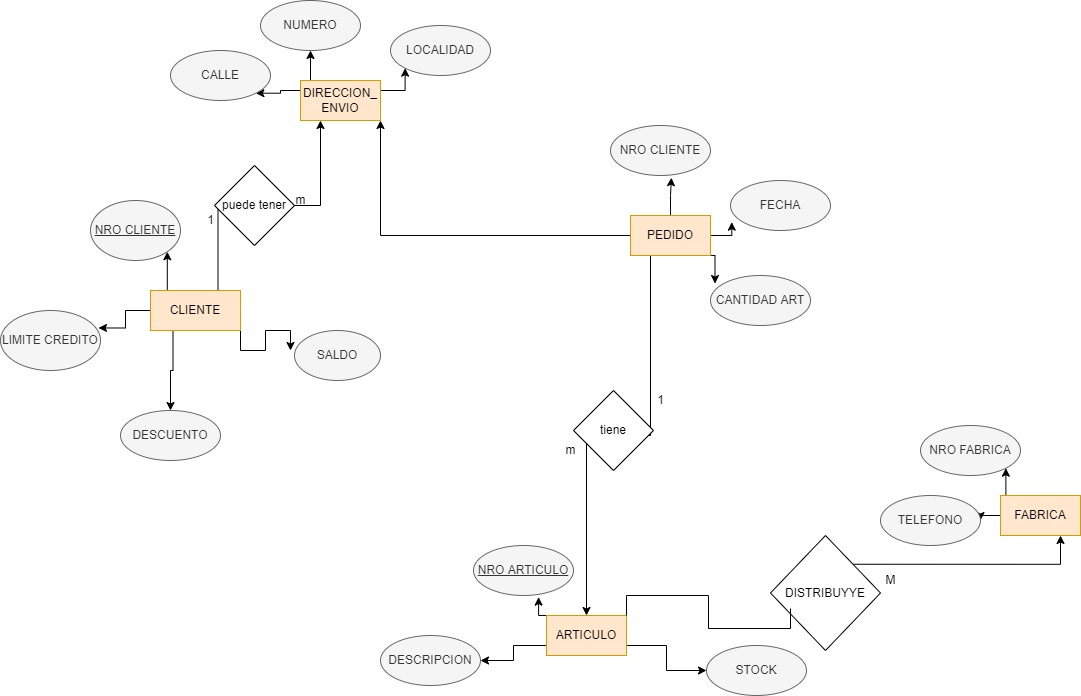 NUMERO
LOCALIDAD
CALLE
DIRECCION_
ENVIO
NRO CLIENTE
FECHA
puede tener
m
1
NRO CLIENTE
PEDIDO
CANTIDAD ART
CLIENTE
LIMITE CREDITO
SALDO
DESCUENTO
1
tiene
m
NRO FABRICA
TELEFONO
FABRICA
M
DISTRIBUYYE
NRO ARTICULO
ARTICULO
DESCRIPCION
STOCK